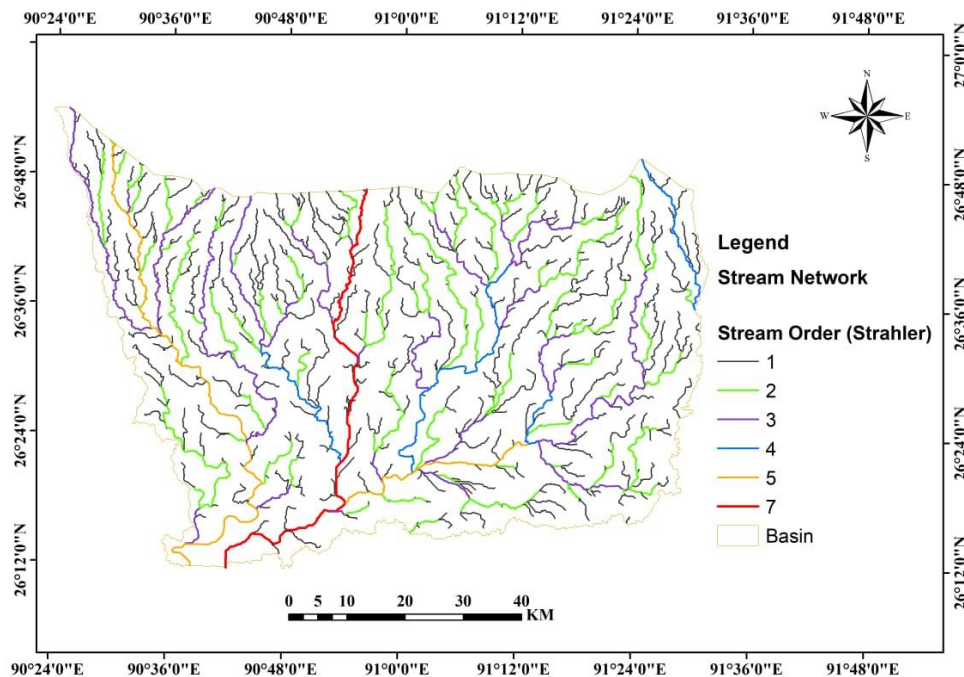 90°24'0"E 90°36'0"E 90°48'0"E 91°0'0"E 91°12'0"E 91°24'0"E 91°36'0"E 91°48'0"E
27°0'0"N
N
W E
S
26°48'0"N 26°48'0"N
Legend
Stream Network
26°36'0"N 26°36'0"N
Stream Order (Strahler)
1
2
3
4
5
7
Basin
26°24'0"N 26°24'0"N
26°12'0"N 26°12'0"N
0 5 10 20 30 40
KM
90°24'0"E 90°36'0"E 90°48'0"E 91°0'0"E 91°12'0"E 91°24'0"E 91°36'0"E 91°48'0"E